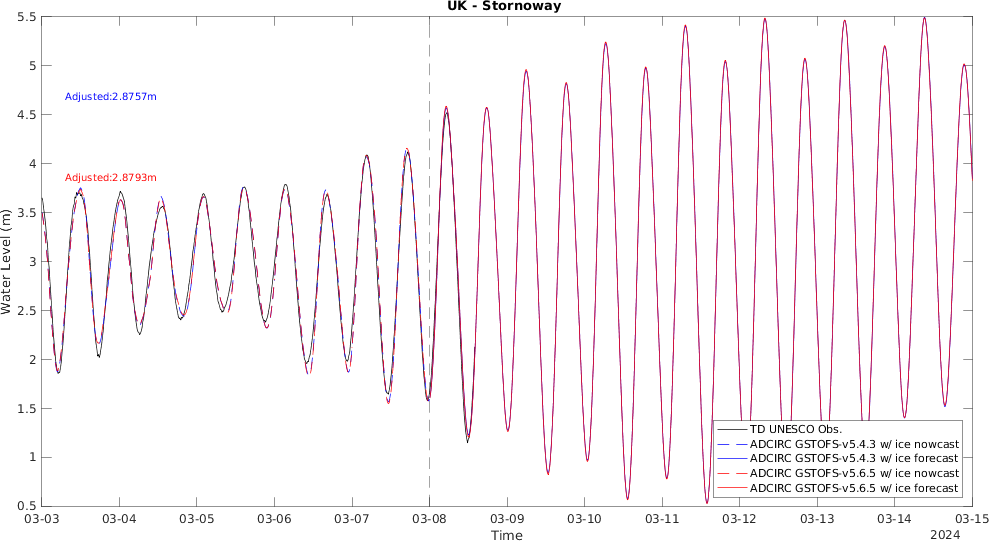 UK - Stornoway
5.5
5
4.5
4
3.5
3
2.5
2
1.5
1
0.5
Water Level (m)
Adjusted:2.8757m
Adjusted:2.8793m
TD UNESCO Obs.
ADCIRC GSTOFS-v5.4.3 w/ ice nowcast
ADCIRC GSTOFS-v5.4.3 w/ ice forecast
ADCIRC GSTOFS-v5.6.5 w/ ice nowcast
ADCIRC GSTOFS-v5.6.5 w/ ice forecast
03-03 03-04 03-05 03-06 03-07 03-08 03-09 03-10 03-11 03-12 03-13 03-14 03-15
Time
2024